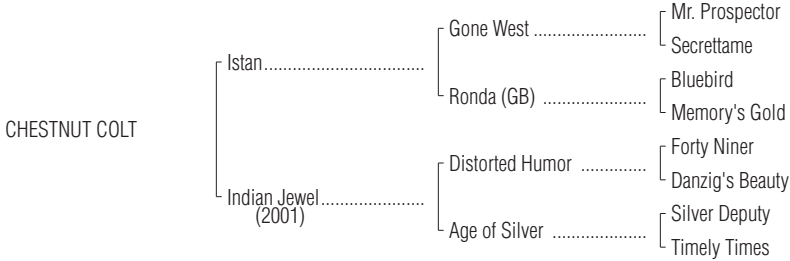 Mr. Prospector
Gone West ........................
Secrettame
Istan..................................
Bluebird
Ronda (GB) ......................
Memory's Gold
CHESTNUT COLT
Forty Niner
Distorted Humor ..............
Danzig's Beauty
Indian Jewel......................
(2001)
Silver Deputy
Age of Silver ....................
Timely Times